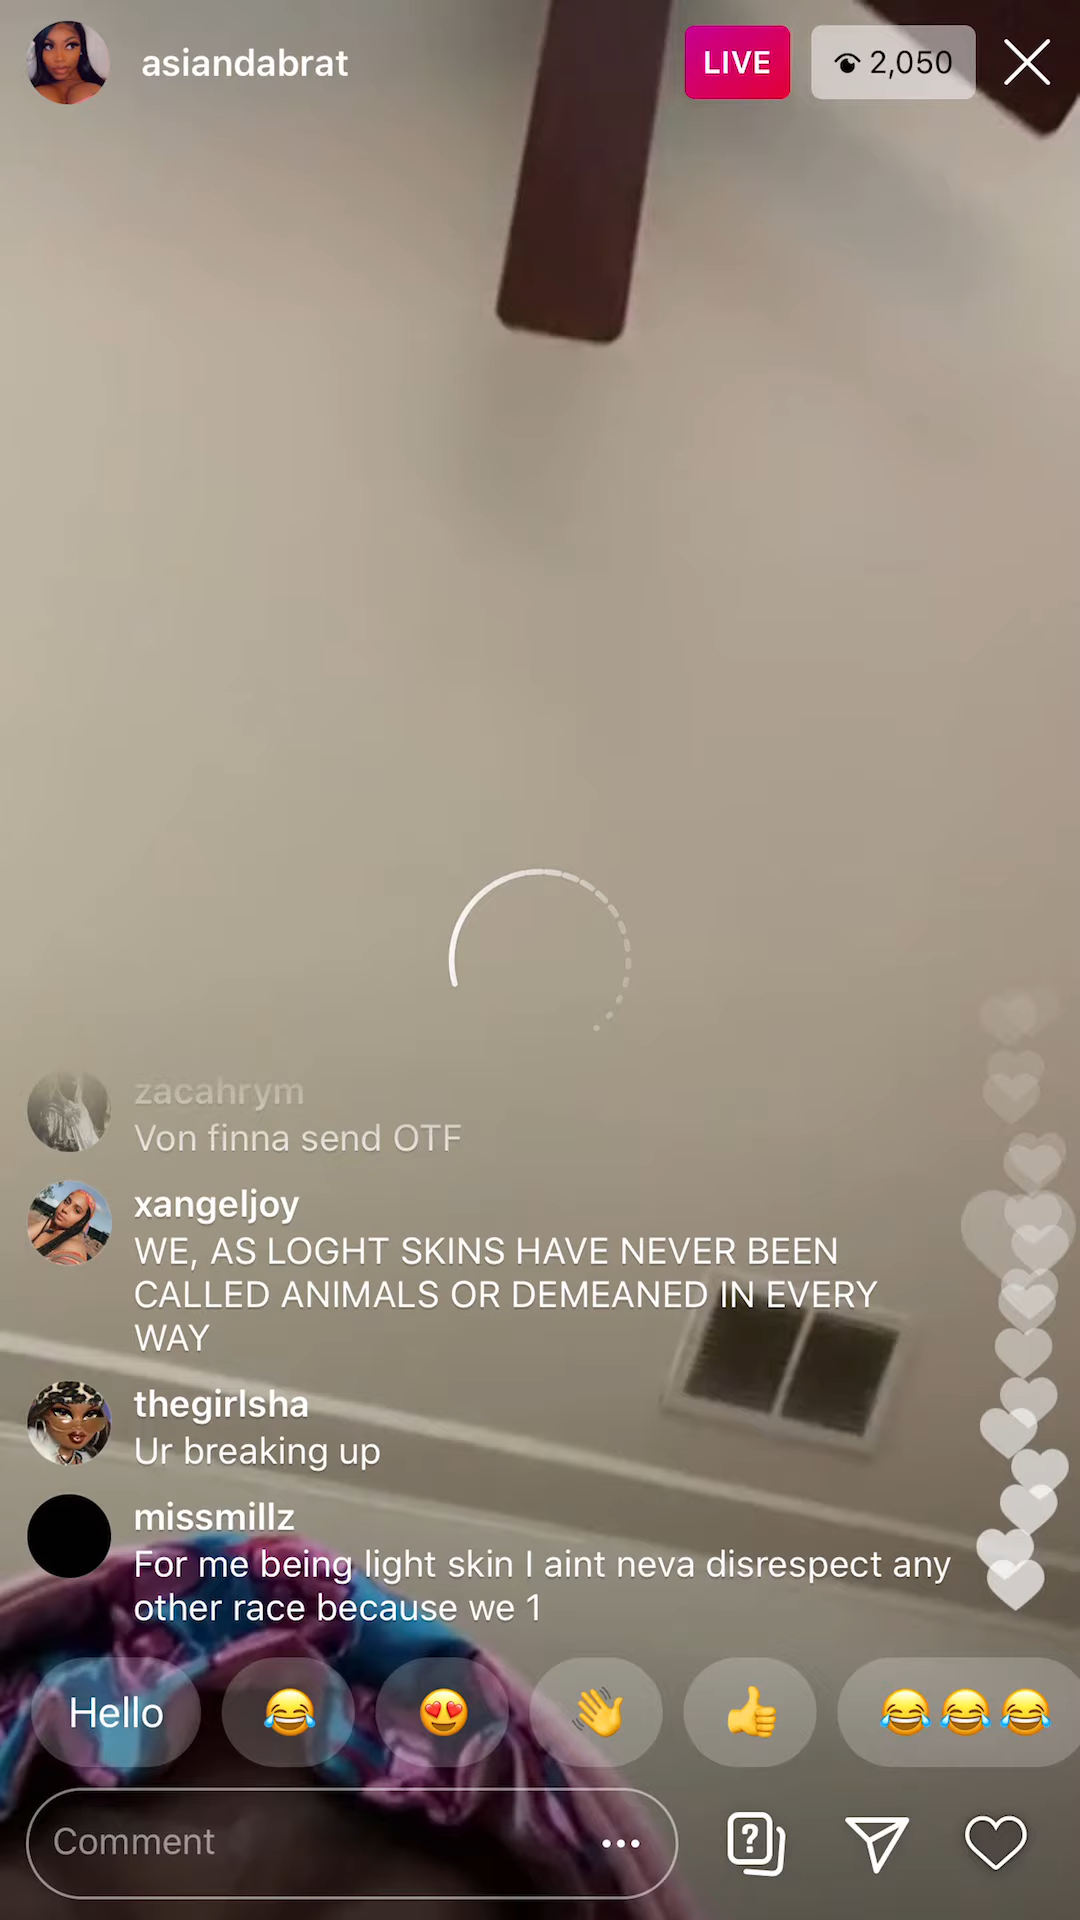 asiandabrat
LIVE
2,050
zacahrym
Von finna send OTF
xangeljoy
WE, AS LOGHT SKINS HAVE NEVER BEEN
CALLED ANIMALS OR DEMEANED IN EVERY
WAY
thegirlsha
Ur breaking up
missmillz
For me being light skin I aint neva disrespect any
other race because we 1
Hello 😂 😍 👋 👍 😂😂😂
Comment